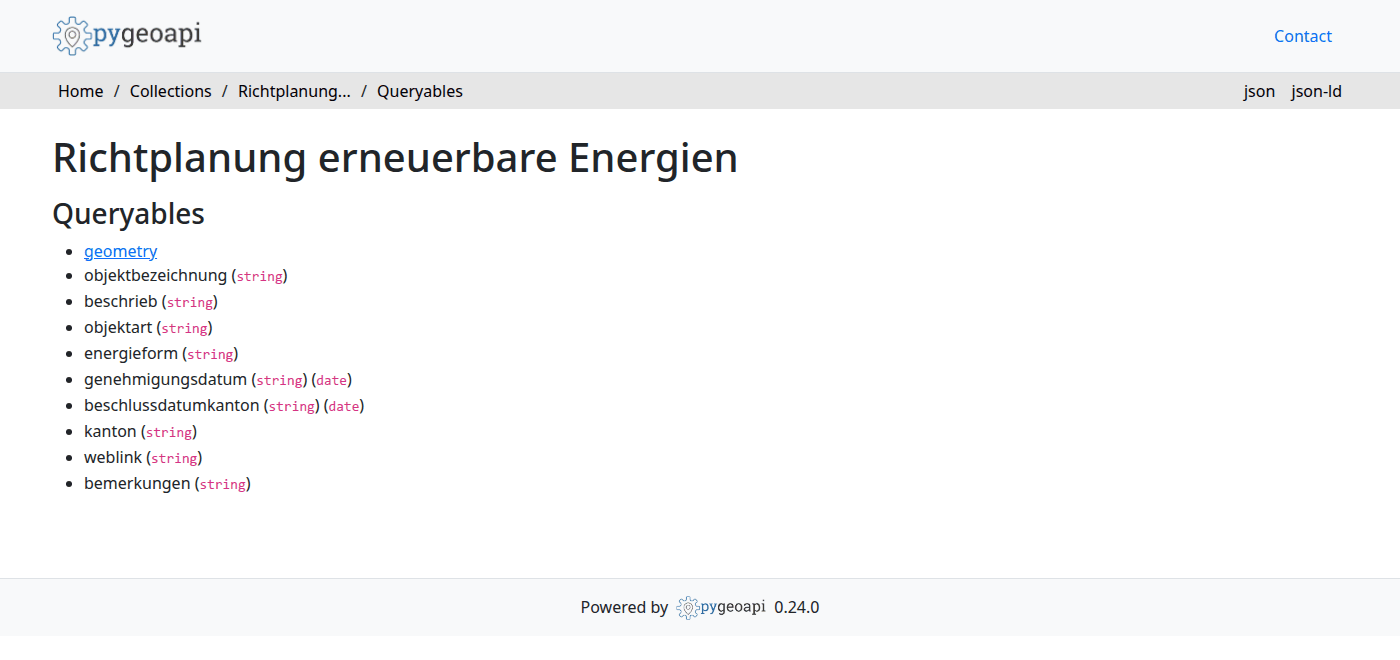 pygeoapi
Contact
Home / Collections / Richtplanung... / Queryables
json json-ld
Richtplanung erneuerbare Energien
Queryables
geometry
objektbezeichnung (string)
beschrieb (string)
objektart (string)
energieform (string)
genehmigungsdatum (string) (date)
beschlussdatumkanton (string) (date)
kanton (string)
weblink (string)
bemerkungen (string)
Powered by pygeoapi 0.24.0